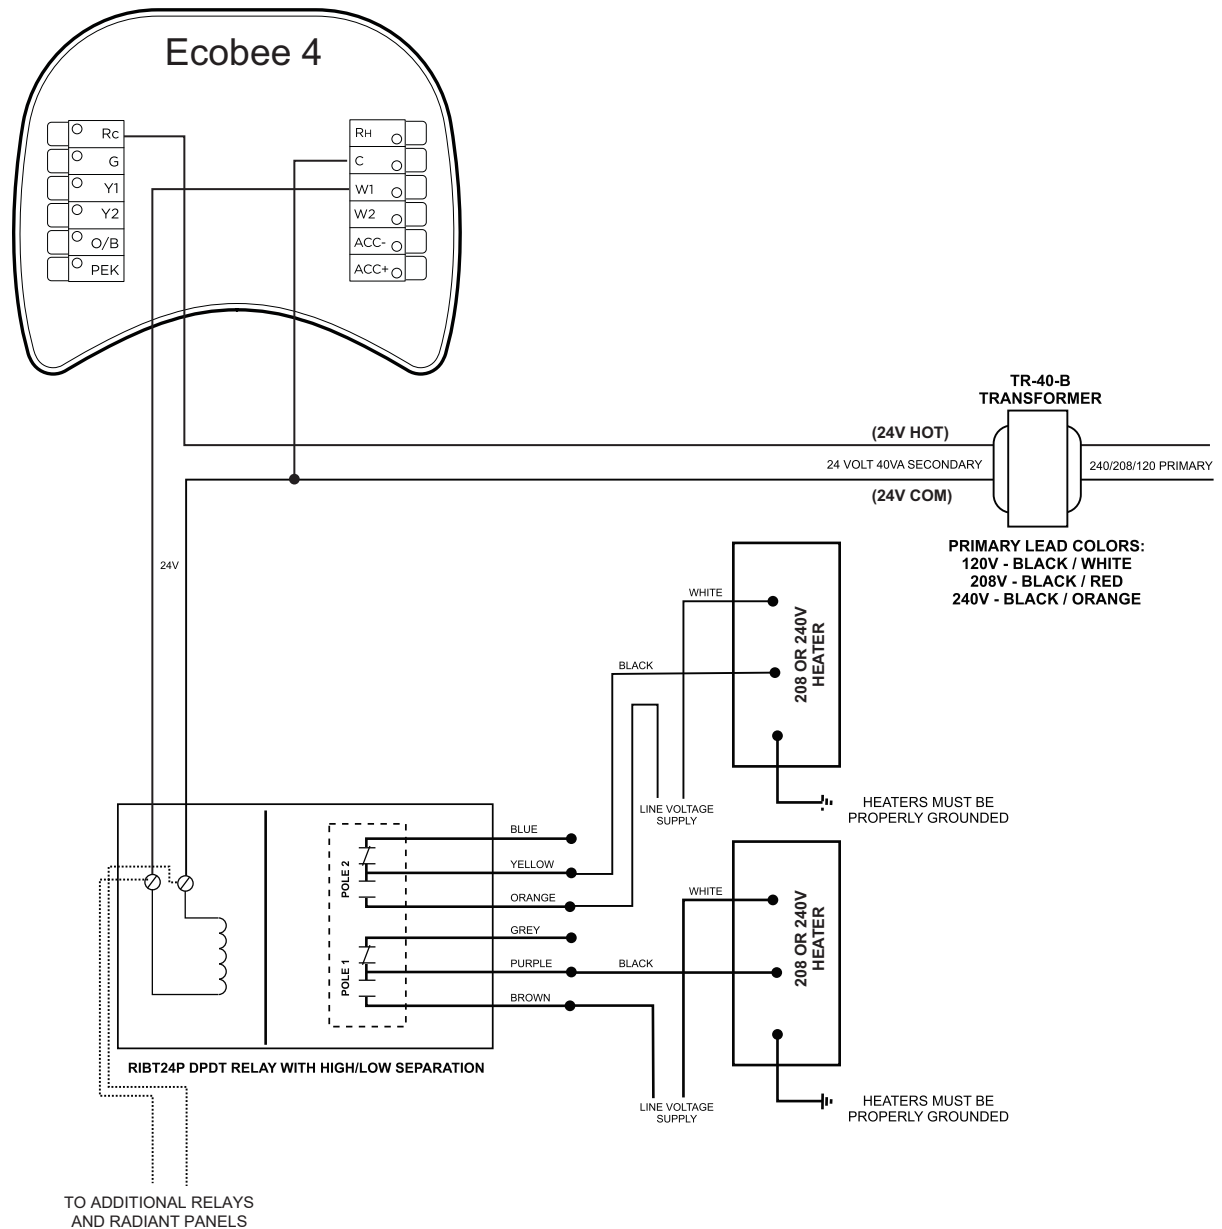 Ecobee 4
Rc
G
Y1
Y2
O/B
PEK
RH
C
W1
W2
ACC-
ACC+
TR-40-B
TRANSFORMER
(24V HOT)
24 VOLT 40VA SECONDARY
240/208/120 PRIMARY
(24V COM)
PRIMARY LEAD COLORS:
120V - BLACK / WHITE
208V - BLACK / RED
240V - BLACK / ORANGE
24V
WHITE
BLACK
208 OR 240V
HEATER
LINE VOLTAGE
SUPPLY
HEATERS MUST BE
PROPERLY GROUNDED
BLUE
YELLOW
ORANGE
GREY
PURPLE
BROWN
POLE 2
POLE 1
WHITE
BLACK
208 OR 240V
HEATER
RIBT24P DPDT RELAY WITH HIGH/LOW SEPARATION
LINE VOLTAGE
SUPPLY
HEATERS MUST BE
PROPERLY GROUNDED
TO ADDITIONAL RELAYS
AND RADIANT PANELS